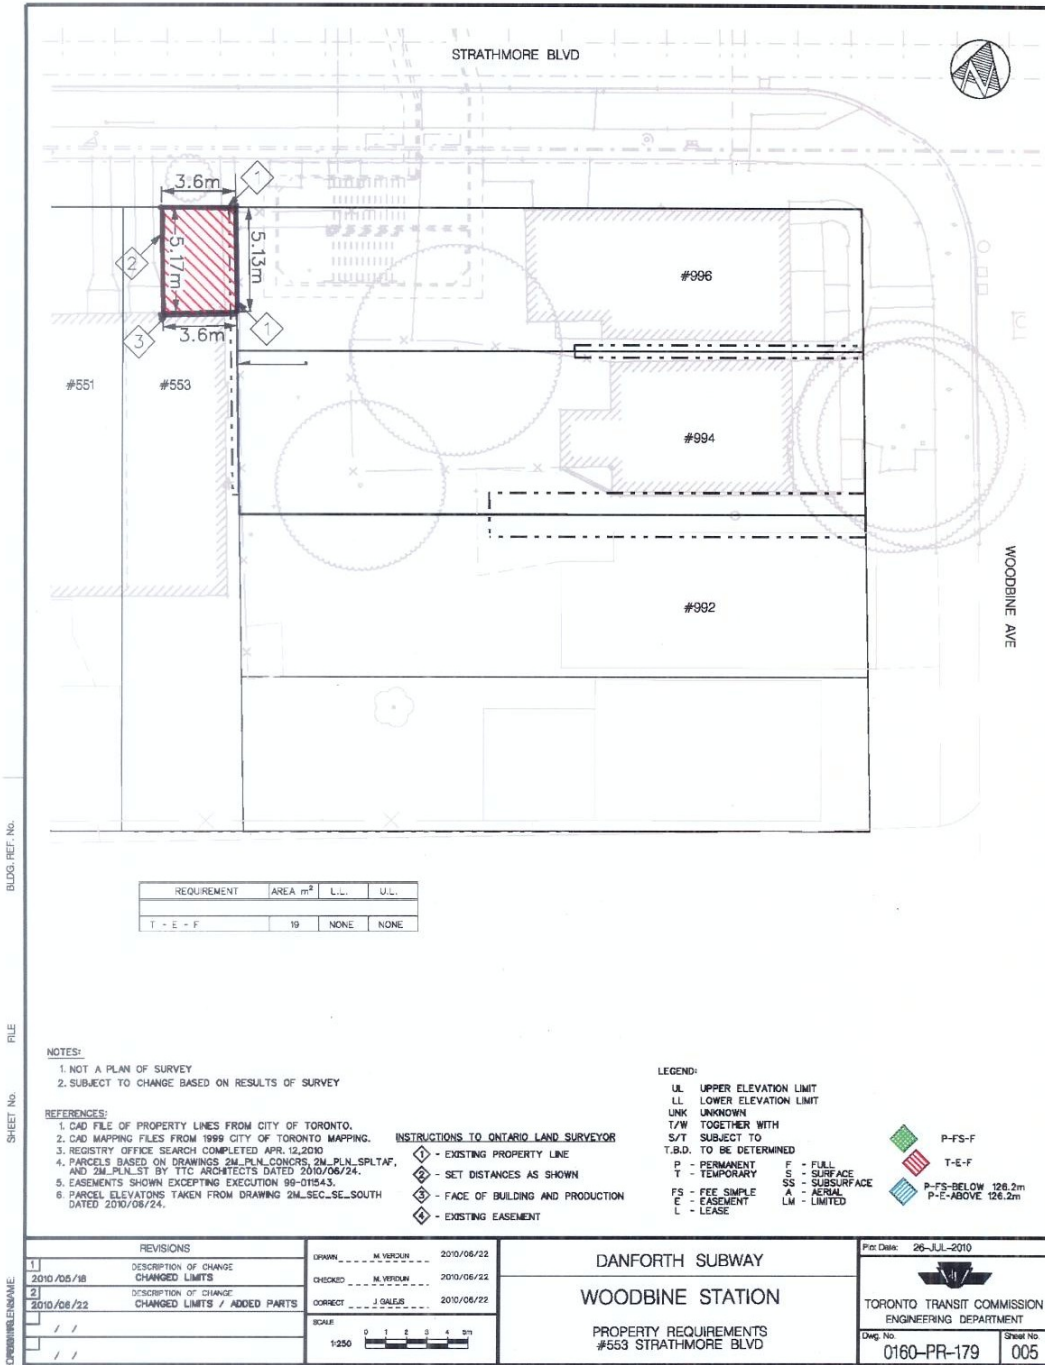 STRATHMORE BLVD
3.6m
1
2
5.17m
5.13m
3
3.6m
1
#996
#551
#553
#994
#992
WOODBINE AVE
REQUIREMENT AREA m² L.L. U.L.
T - E - F 19 NONE NONE
BLDG. REF. No.
FILE
SHEET No.
NOTES:
1. NOT A PLAN OF SURVEY
2. SUBJECT TO CHANGE BASED ON RESULTS OF SURVEY
REFERENCES:
1. CAD FILE OF PROPERTY LINES FROM CITY OF TORONTO.
2. CAD MAPPING FILES FROM 1999 CITY OF TORONTO MAPPING.
3. REGISTRY OFFICE SEARCH COMPLETED APR. 12,2010
4. PARCELS BASED ON DRAWINGS 2M_PLN_CONCRS, 2M_PLN_SPLTAF,
AND 2M_PLN_ST BY TTC ARCHITECTS DATED 2010/06/24.
5. EASEMENTS SHOWN EXCEPTING EXECUTION 99-011543.
6. PARCEL ELEVATONS TAKEN FROM DRAWING 2M_SEC_SE_SOUTH
DATED 2010/06/24.
INSTRUCTIONS TO ONTARIO LAND SURVEYOR
1 - EXISTING PROPERTY LINE
2 - SET DISTANCES AS SHOWN
3 - FACE OF BUILDING AND PRODUCTION
4 - EXISTING EASEMENT
LEGEND:
UL UPPER ELEVATION LIMIT
LL LOWER ELEVATION LIMIT
UNK UNKNOWN
T/W TOGETHER WITH
S/T SUBJECT TO
T.B.D. TO BE DETERMINED
P - PERMANENT F - FULL
T - TEMPORARY S - SURFACE
SS - SUBSURFACE
FS - FEE SIMPLE A - AERIAL
E - EASEMENT LM - LIMITED
L - LEASE
P-FS-F
T-E-F
P-FS-BELOW 126.2m
P-E-ABOVE 126.2m
REVISIONS
1 DESCRIPTION OF CHANGE
2010/05/18 CHANGED LIMITS
2 DESCRIPTION OF CHANGE
2010/06/22 CHANGED LIMITS / ADDED PARTS
/ /
/ /
DRAWN M. VERDUN 2010/06/22
CHECKED M. VERDUN 2010/06/22
CORRECT J GALEJS 2010/06/22
SCALE
1:250 0 1 2 3 4 5m
DANFORTH SUBWAY
WOODBINE STATION
PROPERTY REQUIREMENTS
#553 STRATHMORE BLVD
Plot Date: 26-JUL-2010
TORONTO TRANSIT COMMISSION
ENGINEERING DEPARTMENT
Dwg. No. Sheet No.
0160-PR-179 005